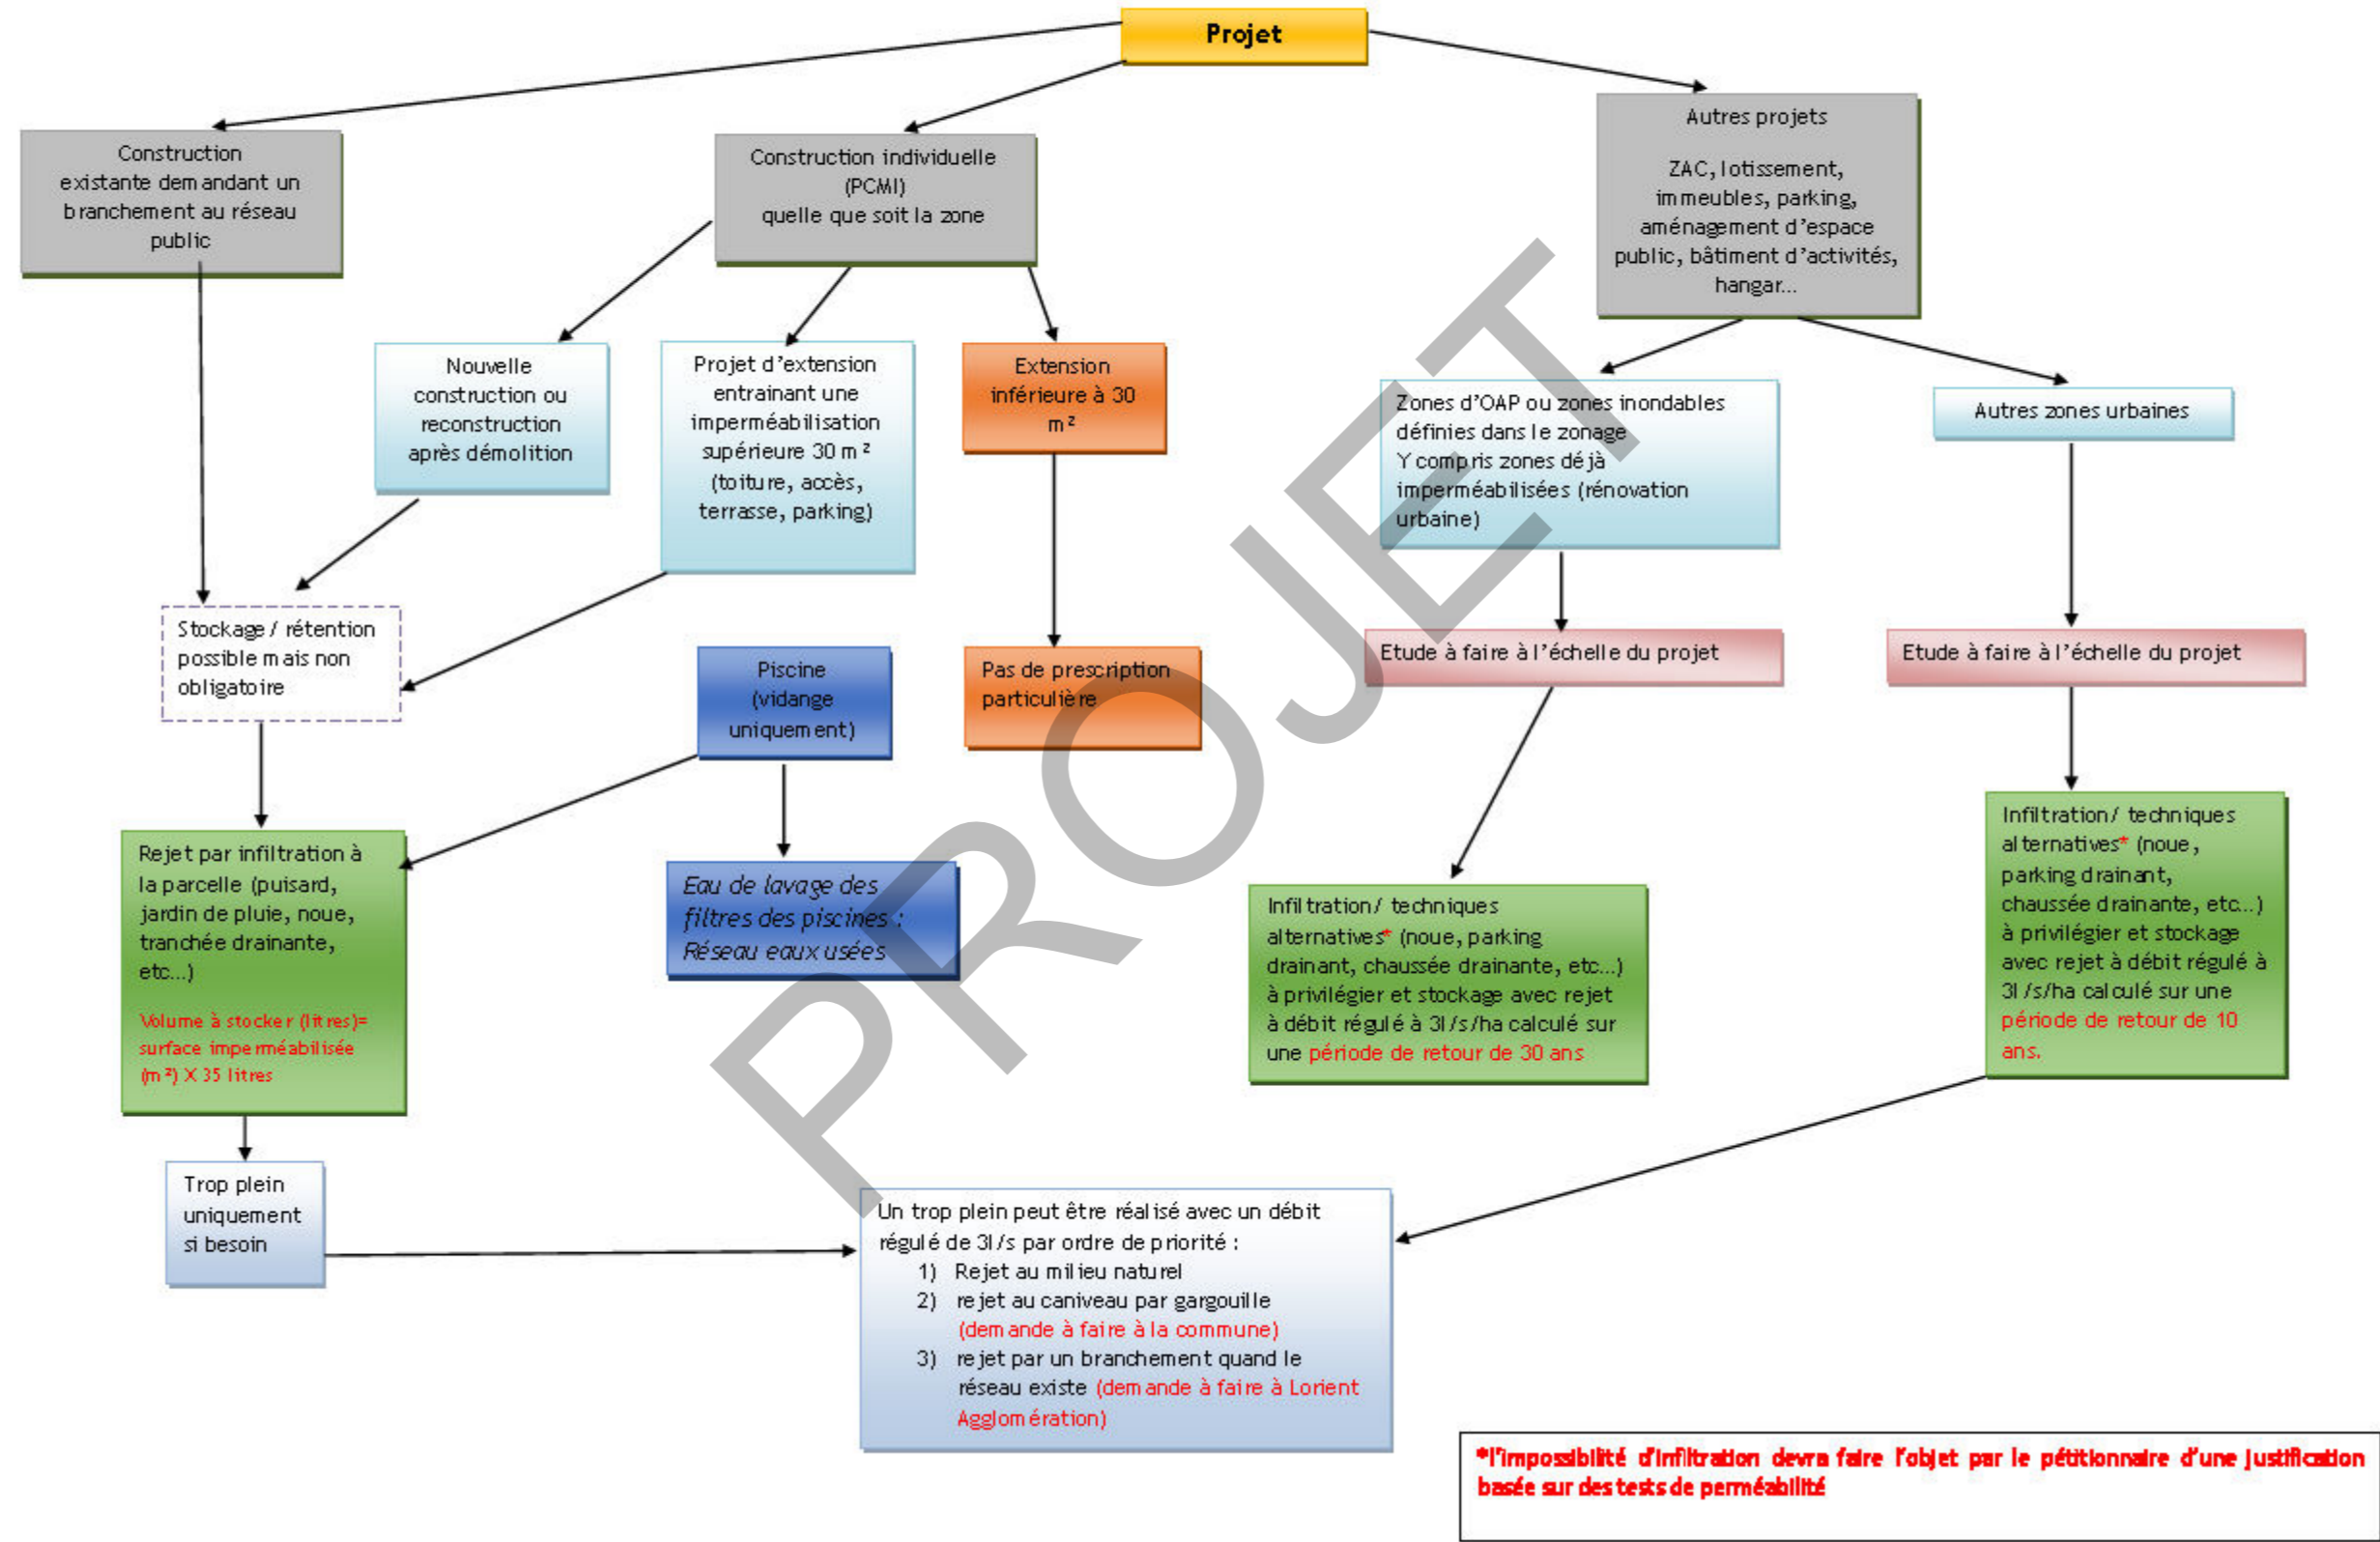 Projet
Construction
existante demandant un
branchement au réseau
public
Construction individuelle
(PCMI)
quelle que soit la zone
Autres projets
ZAC, lotissement,
immeubles, parking,
aménagement d'espace
public, bâtiment d'activités,
hangar...
Nouvelle
construction ou
reconstruction
après démolition
Projet d'extension
entrainant une
imperméabilisation
supérieure 30 m²
(toiture, accès,
terrasse, parking)
Extension
inférieure à 30
m²
Zones d'OAP ou zones inondables
définies dans le zonage
Y compris zones déjà
imperméabilisées (rénovation
urbaine)
Autres zones urbaines
Stockage / rétention
possible mais non
obligatoire
Piscine
(vidange
uniquement)
Pas de prescription
particulière
Etude à faire à l'échelle du projet
Etude à faire à l'échelle du projet
Rejet par infiltration à
la parcelle (puisard,
jardin de pluie, noue,
tranchée drainante,
etc...)
Volume à stocker (litres)=
surface imperméabilisée
(m²) X 35 litres
Eau de lavage des
filtres des piscines :
Réseau eaux usées
Infiltration/ techniques
alternatives* (noue, parking
drainant, chaussée drainante, etc...)
à privilégier et stockage avec rejet
à débit régulé à 3l/s/ha calculé sur
une période de retour de 30 ans
Infiltration/ techniques
alternatives* (noue,
parking drainant,
chaussée drainante, etc...)
à privilégier et stockage
avec rejet à débit régulé à
3l/s/ha calculé sur une
période de retour de 10
ans.
Trop plein
uniquement
si besoin
Un trop plein peut être réalisé avec un débit
régulé de 3l/s par ordre de priorité :
1) Rejet au milieu naturel
2) rejet au caniveau par gargouille
(demande à faire à la commune)
3) rejet par un branchement quand le
réseau existe (demande à faire à Lorient
Agglomération)
*l'impossibilité d'infiltration devra faire l'objet par le pétitionnaire d'une justification
basée sur des tests de perméabilité
PROJET